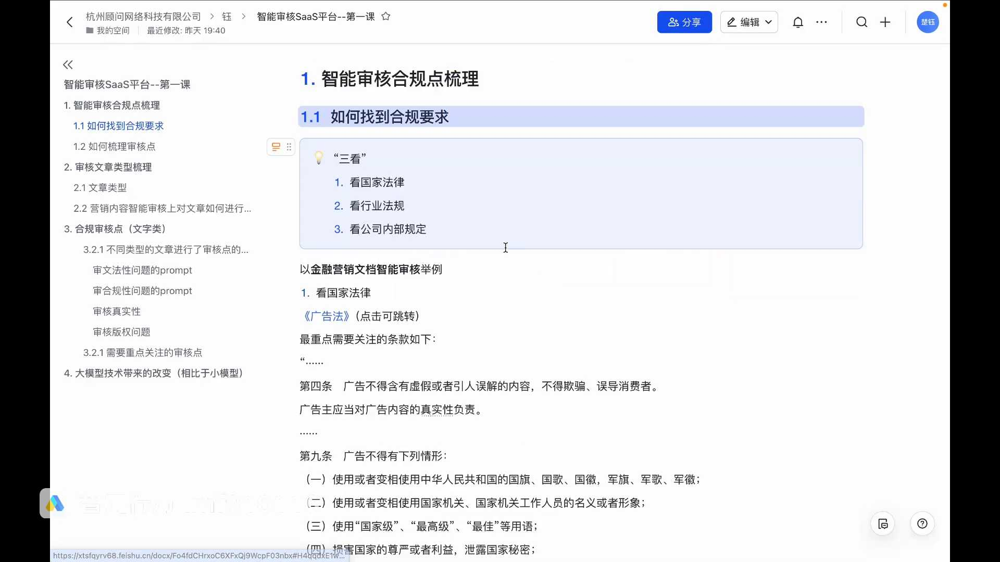 杭州顾问网络科技有限公司 > 钰 > 智能审核SaaS平台--第一课
我的空间 最近修改: 昨天 19:40
分享
编辑
楚钰
智能审核SaaS平台--第一课
1. 智能审核合规点梳理
1.1 如何找到合规要求
1.2 如何梳理审核点
2. 审核文章类型梳理
2.1 文章类型
2.2 营销内容智能审核上对文章如何进行...
3. 合规审核点（文字类）
3.2.1 不同类型的文章进行了审核点的...
审文法性问题的prompt
审合规性问题的prompt
审核真实性
审核版权问题
3.2.1 需要重点关注的审核点
4. 大模型技术带来的改变（相比于小模型）
1. 智能审核合规点梳理
1.1 如何找到合规要求
“三看”
1. 看国家法律
2. 看行业法规
3. 看公司内部规定
以金融营销文档智能审核举例
1. 看国家法律
《广告法》（点击可跳转）
最重点需要关注的条款如下：
“......
第四条　广告不得含有虚假或者引人误解的内容，不得欺骗、误导消费者。
广告主应当对广告内容的真实性负责。
......
第九条　广告不得有下列情形：
（一）使用或者变相使用中华人民共和国的国旗、国歌、国徽，军旗、军歌、军徽；
（二）使用或者变相使用国家机关、国家机关工作人员的名义或者形象；
（三）使用“国家级”、“最高级”、“最佳”等用语；
（四）损害国家的尊严或者利益，泄露国家秘密；
https://xtsfqyrv68.feishu.cn/docx/Fo4fdCHrxoC6XFxQj9WcpF03nbx#H4qqdxE1w...